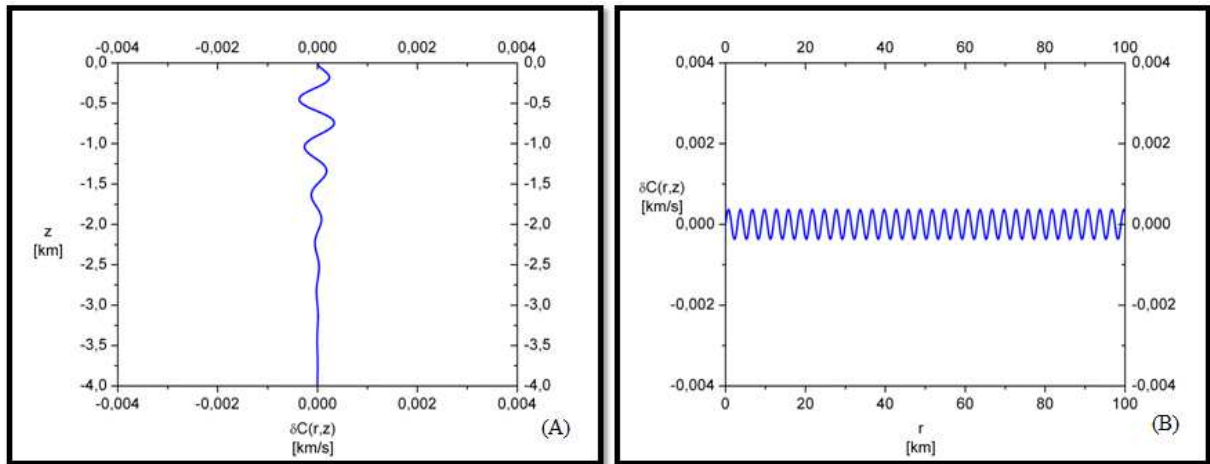 -0,004 -0,002 0,000 0,002 0,004
0,0 0,0
-0,5 -0,5
-1,0 -1,0
-1,5 -1,5
-2,0 -2,0
-2,5 -2,5
-3,0 -3,0
-3,5 -3,5
-4,0 -4,0
z
[km]
-0,004 -0,002 0,000 0,002 0,004
δC(r,z)
[km/s]
(A)
0 20 40 60 80 100
0,004 0,004
0,002 0,002
δC(r,z)
[km/s]
0,000 0,000
-0,002 -0,002
-0,004 -0,004
0 20 40 60 80 100
r
[km]
(B)